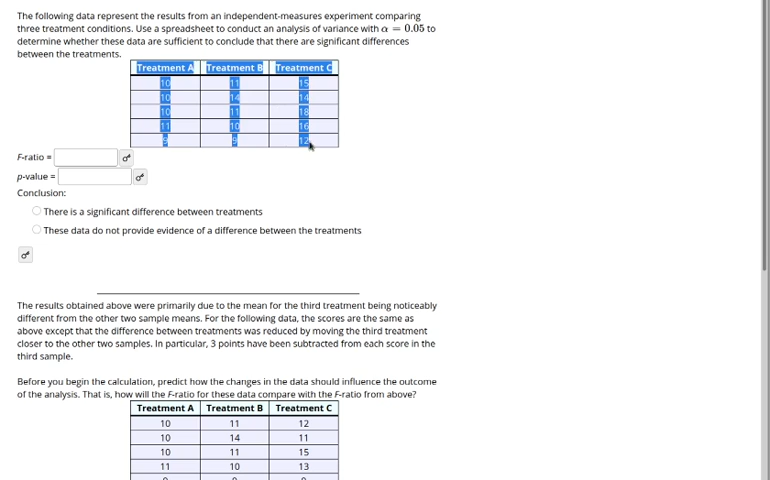 The following data represent the results from an independent-measures experiment comparing
three treatment conditions. Use a spreadsheet to conduct an analysis of variance with α = 0.05 to
determine whether these data are sufficient to conclude that there are significant differences
between the treatments.
Treatment A Treatment B Treatment C
10 11 15
10 14 14
10 11 18
11 10 16
9 9 12
F-ratio =
p-value =
Conclusion:
There is a significant difference between treatments
These data do not provide evidence of a difference between the treatments
The results obtained above were primarily due to the mean for the third treatment being noticeably
different from the other two sample means. For the following data, the scores are the same as
above except that the difference between treatments was reduced by moving the third treatment
closer to the other two samples. In particular, 3 points have been subtracted from each score in the
third sample.
Before you begin the calculation, predict how the changes in the data should influence the outcome
of the analysis. That is, how will the F-ratio for these data compare with the F-ratio from above?
Treatment A Treatment B Treatment C
10 11 12
10 14 11
10 11 15
11 10 13